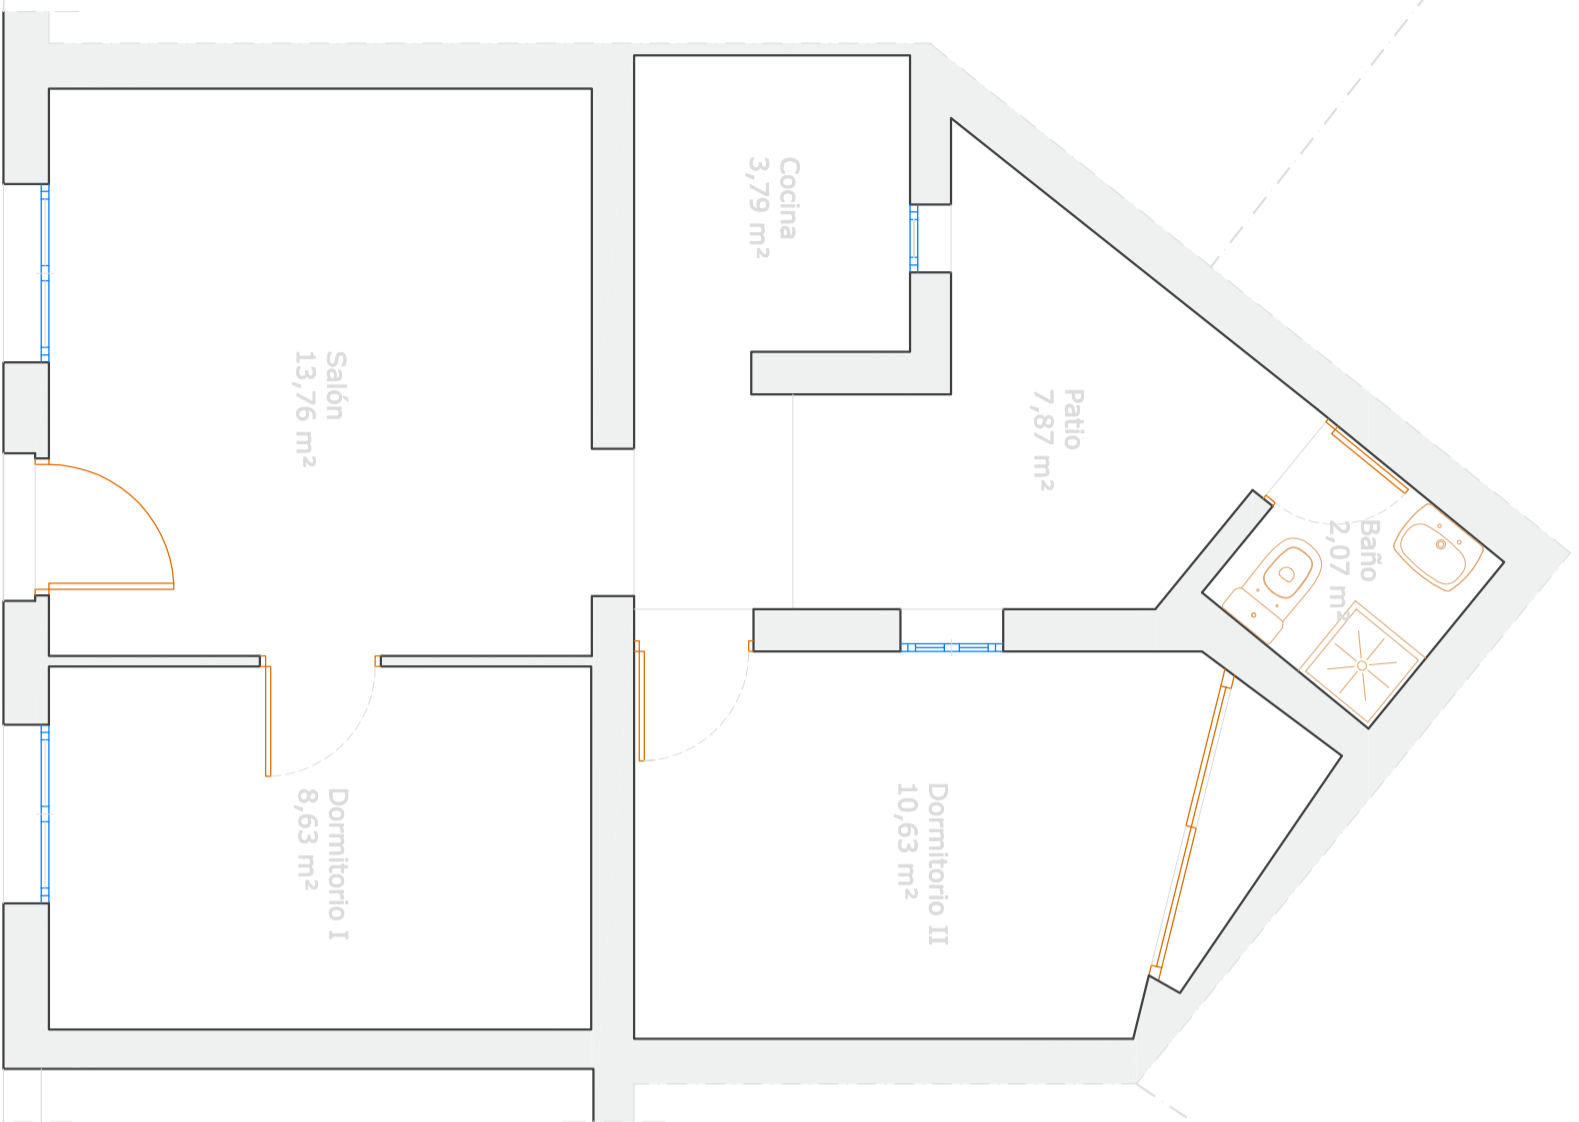 Cocina
3,79 m²
Salón
13,76 m²
Patio
7,87 m²
Baño
2,07 m²
Dormitorio I
8,63 m²
Dormitorio II
10,63 m²